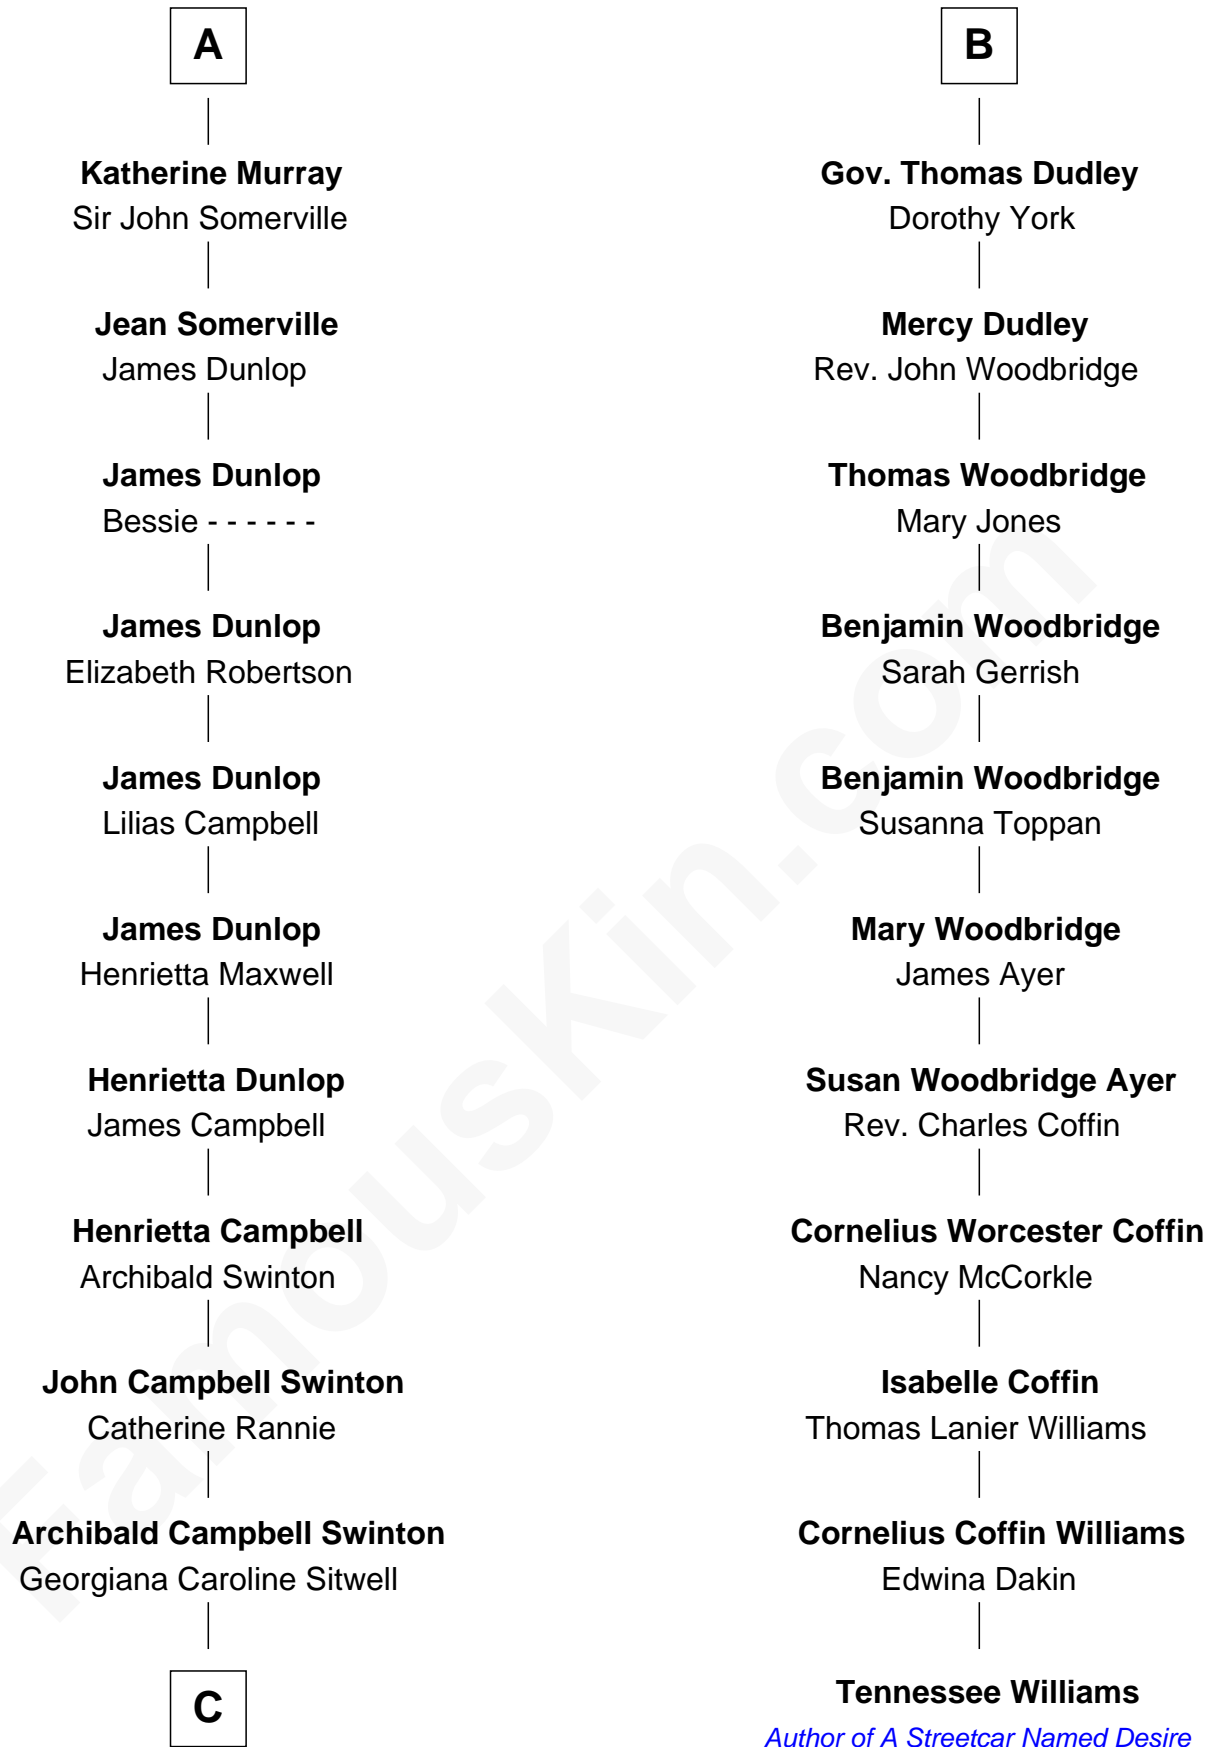 A
Katherine Murray
Sir John Somerville
Jean Somerville
James Dunlop
James Dunlop
Bessie - - - - - -
James Dunlop
Elizabeth Robertson
James Dunlop
Lilias Campbell
James Dunlop
Henrietta Maxwell
Henrietta Dunlop
James Campbell
Henrietta Campbell
Archibald Swinton
John Campbell Swinton
Catherine Rannie
Archibald Campbell Swinton
Georgiana Caroline Sitwell
C
B
Gov. Thomas Dudley
Dorothy York
Mercy Dudley
Rev. John Woodbridge
Thomas Woodbridge
Mary Jones
Benjamin Woodbridge
Sarah Gerrish
Benjamin Woodbridge
Susanna Toppan
Mary Woodbridge
James Ayer
Susan Woodbridge Ayer
Rev. Charles Coffin
Cornelius Worcester Coffin
Nancy McCorkle
Isabelle Coffin
Thomas Lanier Williams
Cornelius Coffin Williams
Edwina Dakin
Tennessee Williams
Author of A Streetcar Named Desire
FamousKin.com